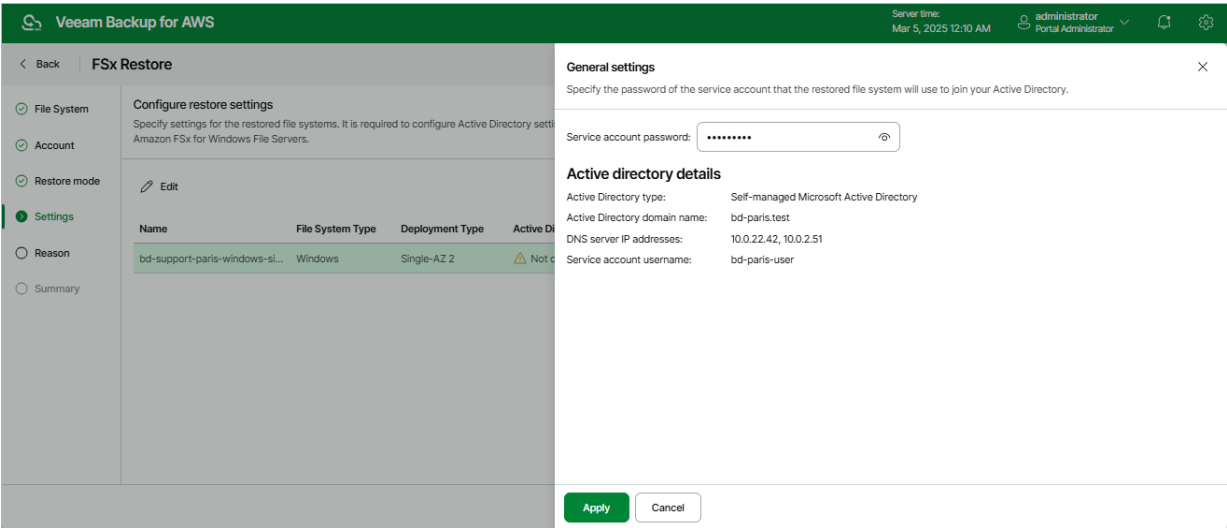 Veeam Backup for AWS
Server time:
Mar 5, 2025 12:10 AM
administrator
Portal Administrator
Back
FSx Restore
File System
Account
Restore mode
Settings
Reason
Summary
Configure restore settings
Specify settings for the restored file systems. It is required to configure Active Directory setti
Amazon FSx for Windows File Servers.
Edit
Name File System Type Deployment Type Active Di
bd-support-paris-windows-si... Windows Single-AZ 2 Not c
General settings
Specify the password of the service account that the restored file system will use to join your Active Directory.
Service account password: •••••••••
Active directory details
Active Directory type: Self-managed Microsoft Active Directory
Active Directory domain name: bd-paris.test
DNS server IP addresses: 10.0.22.42, 10.0.2.51
Service account username: bd-paris-user
Apply Cancel